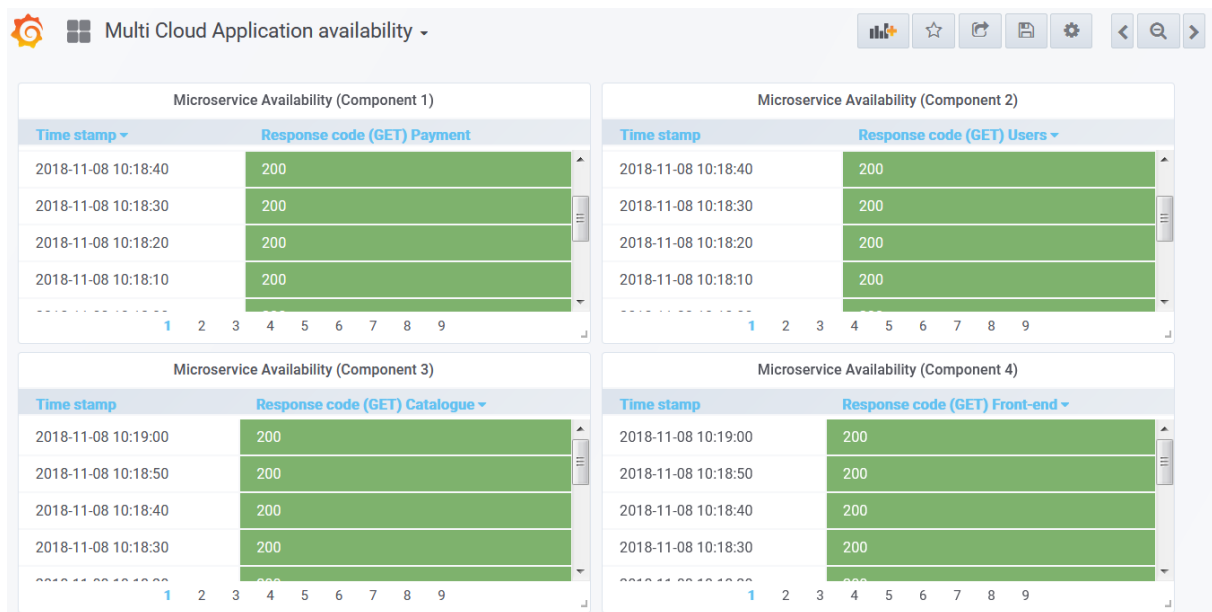 Multi Cloud Application availability
Microservice Availability (Component 1)
Time stamp Response code (GET) Payment
2018-11-08 10:18:40 200
2018-11-08 10:18:30 200
2018-11-08 10:18:20 200
2018-11-08 10:18:10 200
1 2 3 4 5 6 7 8 9
Microservice Availability (Component 2)
Time stamp Response code (GET) Users
2018-11-08 10:18:40 200
2018-11-08 10:18:30 200
2018-11-08 10:18:20 200
2018-11-08 10:18:10 200
1 2 3 4 5 6 7 8 9
Microservice Availability (Component 3)
Time stamp Response code (GET) Catalogue
2018-11-08 10:19:00 200
2018-11-08 10:18:50 200
2018-11-08 10:18:40 200
2018-11-08 10:18:30 200
1 2 3 4 5 6 7 8 9
Microservice Availability (Component 4)
Time stamp Response code (GET) Front-end
2018-11-08 10:19:00 200
2018-11-08 10:18:50 200
2018-11-08 10:18:40 200
2018-11-08 10:18:30 200
1 2 3 4 5 6 7 8 9